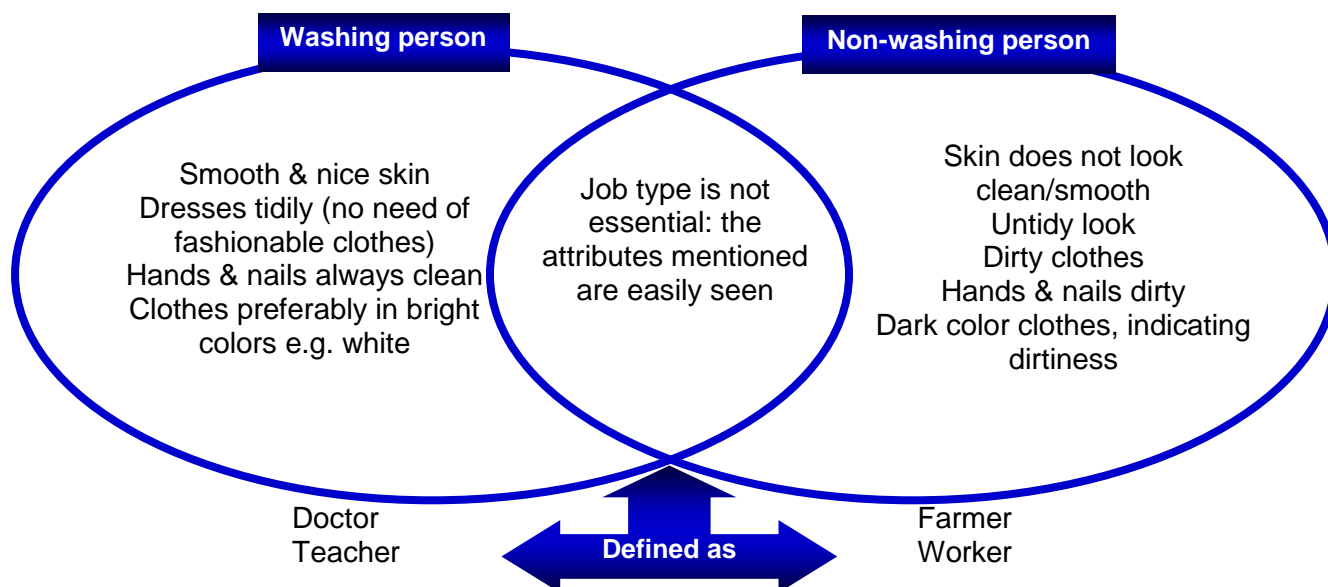 Washing person
Non-washing person
Smooth & nice skin
Dresses tidily (no need of
fashionable clothes)
Hands & nails always clean
Clothes preferably in bright
colors e.g. white
Job type is not
essential: the
attributes mentioned
are easily seen
Skin does not look
clean/smooth
Untidy look
Dirty clothes
Hands & nails dirty
Dark color clothes, indicating
dirtiness
Doctor
Teacher
Defined as
Farmer
Worker